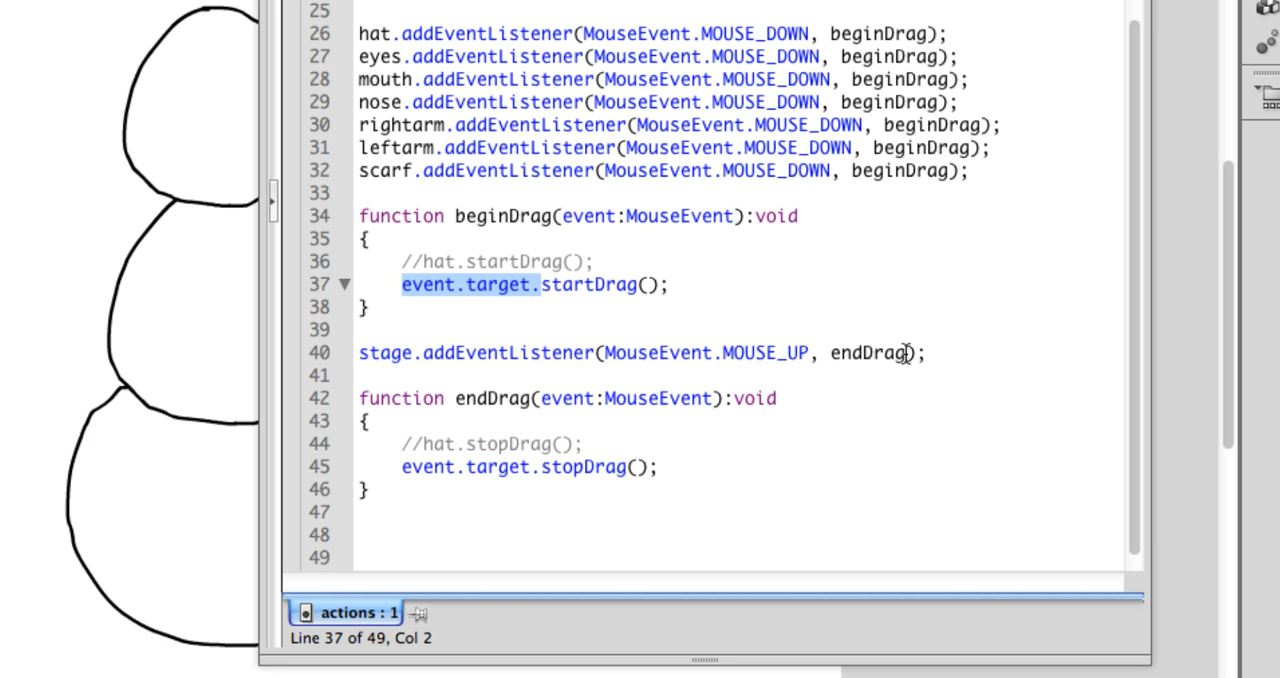 25
26 hat.addEventListener(MouseEvent.MOUSE_DOWN, beginDrag);
27 eyes.addEventListener(MouseEvent.MOUSE_DOWN, beginDrag);
28 mouth.addEventListener(MouseEvent.MOUSE_DOWN, beginDrag);
29 nose.addEventListener(MouseEvent.MOUSE_DOWN, beginDrag);
30 rightarm.addEventListener(MouseEvent.MOUSE_DOWN, beginDrag);
31 leftarm.addEventListener(MouseEvent.MOUSE_DOWN, beginDrag);
32 scarf.addEventListener(MouseEvent.MOUSE_DOWN, beginDrag);
33
34 function beginDrag(event:MouseEvent):void
35 {
36 //hat.startDrag();
37 event.target.startDrag();
38 }
39
40 stage.addEventListener(MouseEvent.MOUSE_UP, endDrag);
41
42 function endDrag(event:MouseEvent):void
43 {
44 //hat.stopDrag();
45 event.target.stopDrag();
46 }
47
48
49
actions : 1
Line 37 of 49, Col 2